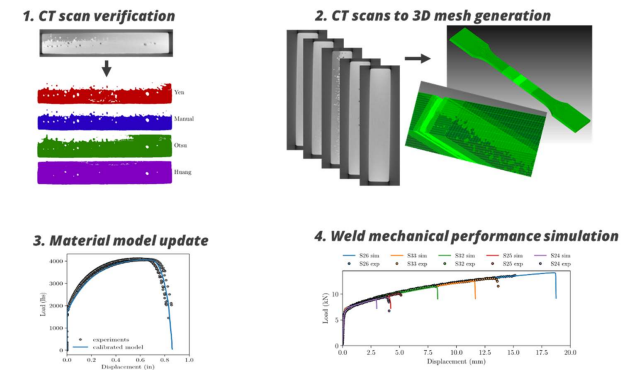 1. CT scan verification
Yen
Manual
Otsu
Huang
2. CT scans to 3D mesh generation
3. Material model update
Load (lbs)
4000
3000
2000
1000
0
experiments
calibrated model
0.0 0.2 0.4 0.6 0.8 1.0
Displacement (in)
4. Weld mechanical performance simulation
S26 sim S33 sim S32 sim S25 sim S24 sim
S26 exp S33 exp S32 exp S25 exp S24 exp
Load (kN)
10
5
0
0.0 2.5 5.0 7.5 10.0 12.5 15.0 17.5 20.0
Displacement (mm)